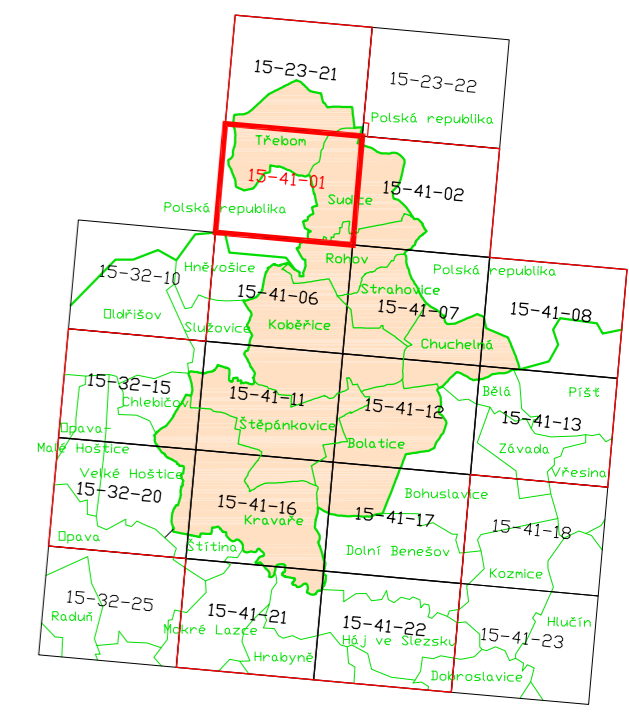 15-23-21
15-23-22
Polská republika
Třebom
15-41-01
Sudice
15-41-02
Polská republika
Rohov
Hněvošice
Polská republika
15-32-10
Strahovice
15-41-06
15-41-07
15-41-08
Oldřišov
Služovice
Kobeřice
Chuchelná
15-32-15
Bělá
Píšť
15-41-11
Chlebičov
15-41-12
15-41-13
Štěpánkovice
Opava-
Malé Hoštice
Bolatice
Závada
Velké Hoštice
Vřesina
15-32-20
Bohuslavice
15-41-16
Kravaře
15-41-17
15-41-18
Opava
Štítina
Dolní Benešov
Kozmice
15-32-25
Raduň
15-41-21
Mokré Lazce
15-41-22
Hlučín
Háj ve Slezsku
15-41-23
Hrabyně
Dobroslavice